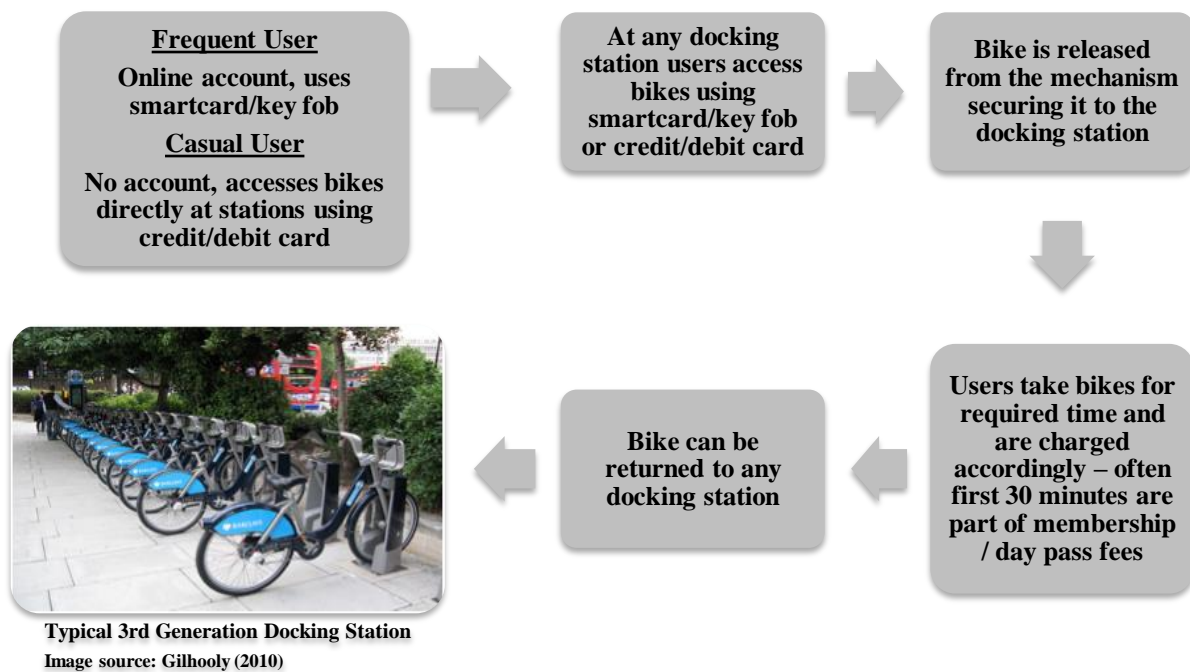 Frequent User
Online account, uses
smartcard/key fob
Casual User
No account, accesses bikes
directly at stations using
credit/debit card
At any docking
station users access
bikes using
smartcard/key fob
or credit/debit card
Bike is released
from the mechanism
securing it to the
docking station
Users take bikes for
required time and
are charged
accordingly – often
first 30 minutes are
part of membership
/ day pass fees
Bike can be
returned to any
docking station
BARCLAYS
Typical 3rd Generation Docking Station
Image source: Gilhooly (2010)